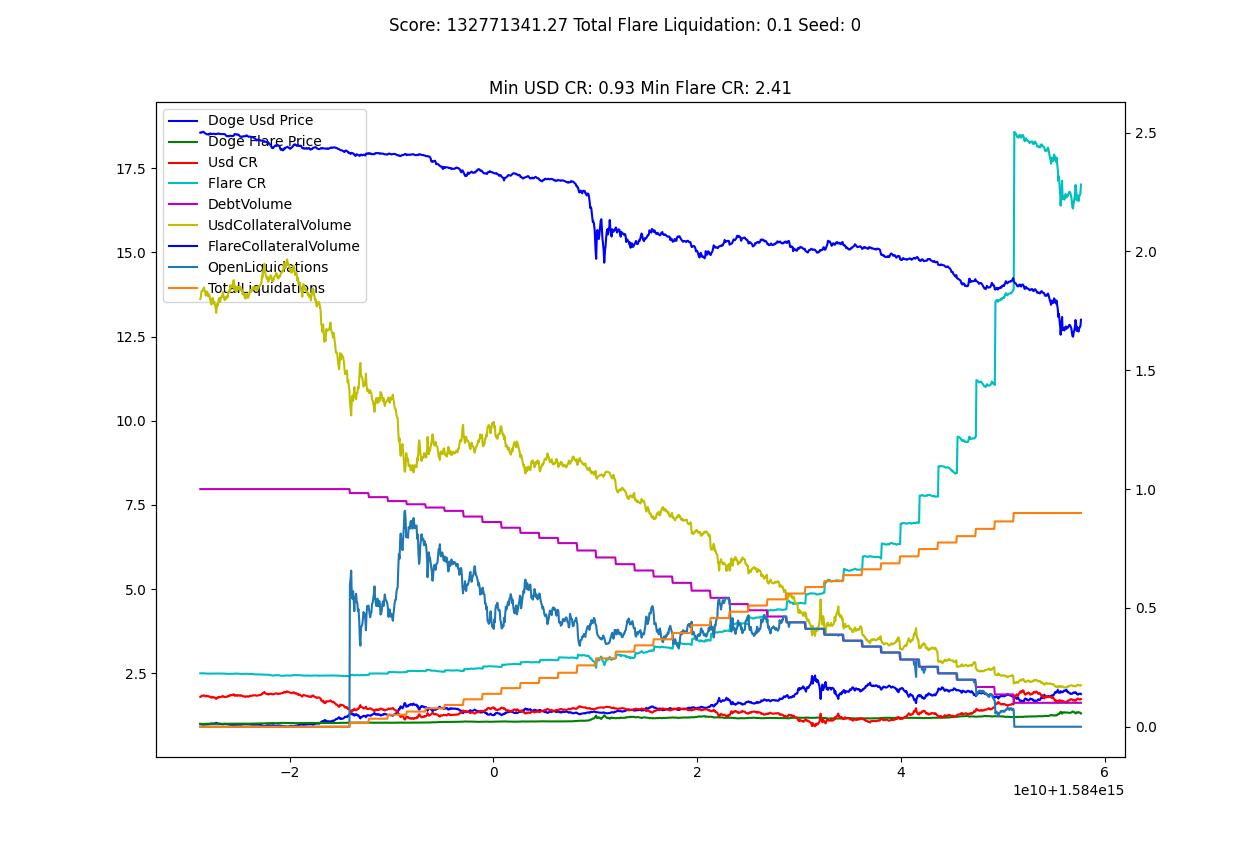 Score: 132771341.27 Total Flare Liquidation: 0.1 Seed: 0
Min USD CR: 0.93 Min Flare CR: 2.41
Doge Usd Price
Doge Flare Price
Usd CR
Flare CR
DebtVolume
UsdCollateralVolume
FlareCollateralVolume
OpenLiquidations
TotalLiquidations
17.5
15.0
12.5
10.0
7.5
5.0
2.5
2.5
2.0
1.5
1.0
0.5
0.0
−2
0
2
4
6
1e10+1.584e15